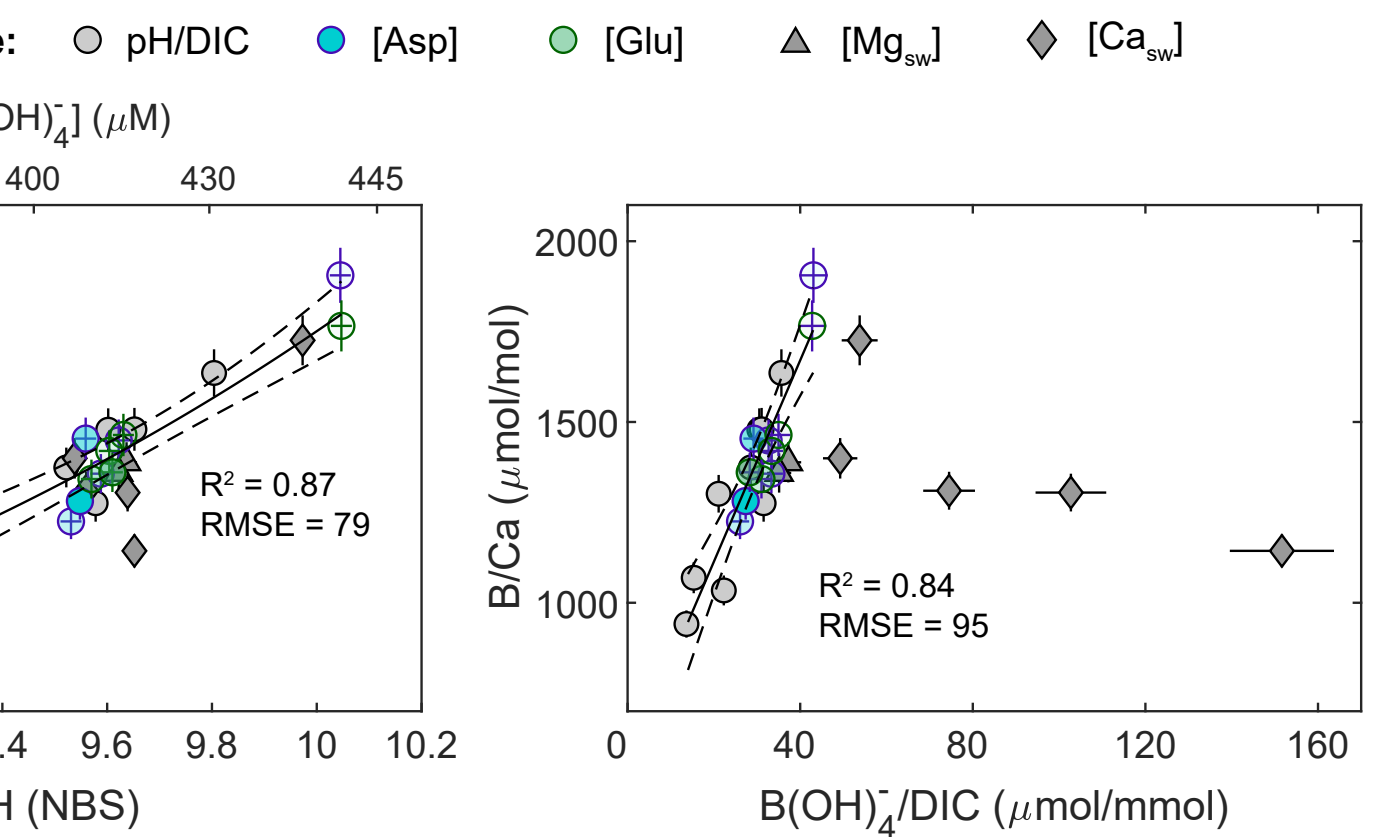 e: pH/DIC [Asp] [Glu] [Mg_sw] [Ca_sw]
OH)₄⁻] (μM)
400 430 445
R² = 0.87
RMSE = 79
.4 9.6 9.8 10 10.2
H (NBS)
B/Ca (μmol/mol)
2000
1500
1000
R² = 0.84
RMSE = 95
0 40 80 120 160
B(OH)₄⁻/DIC (μmol/mmol)